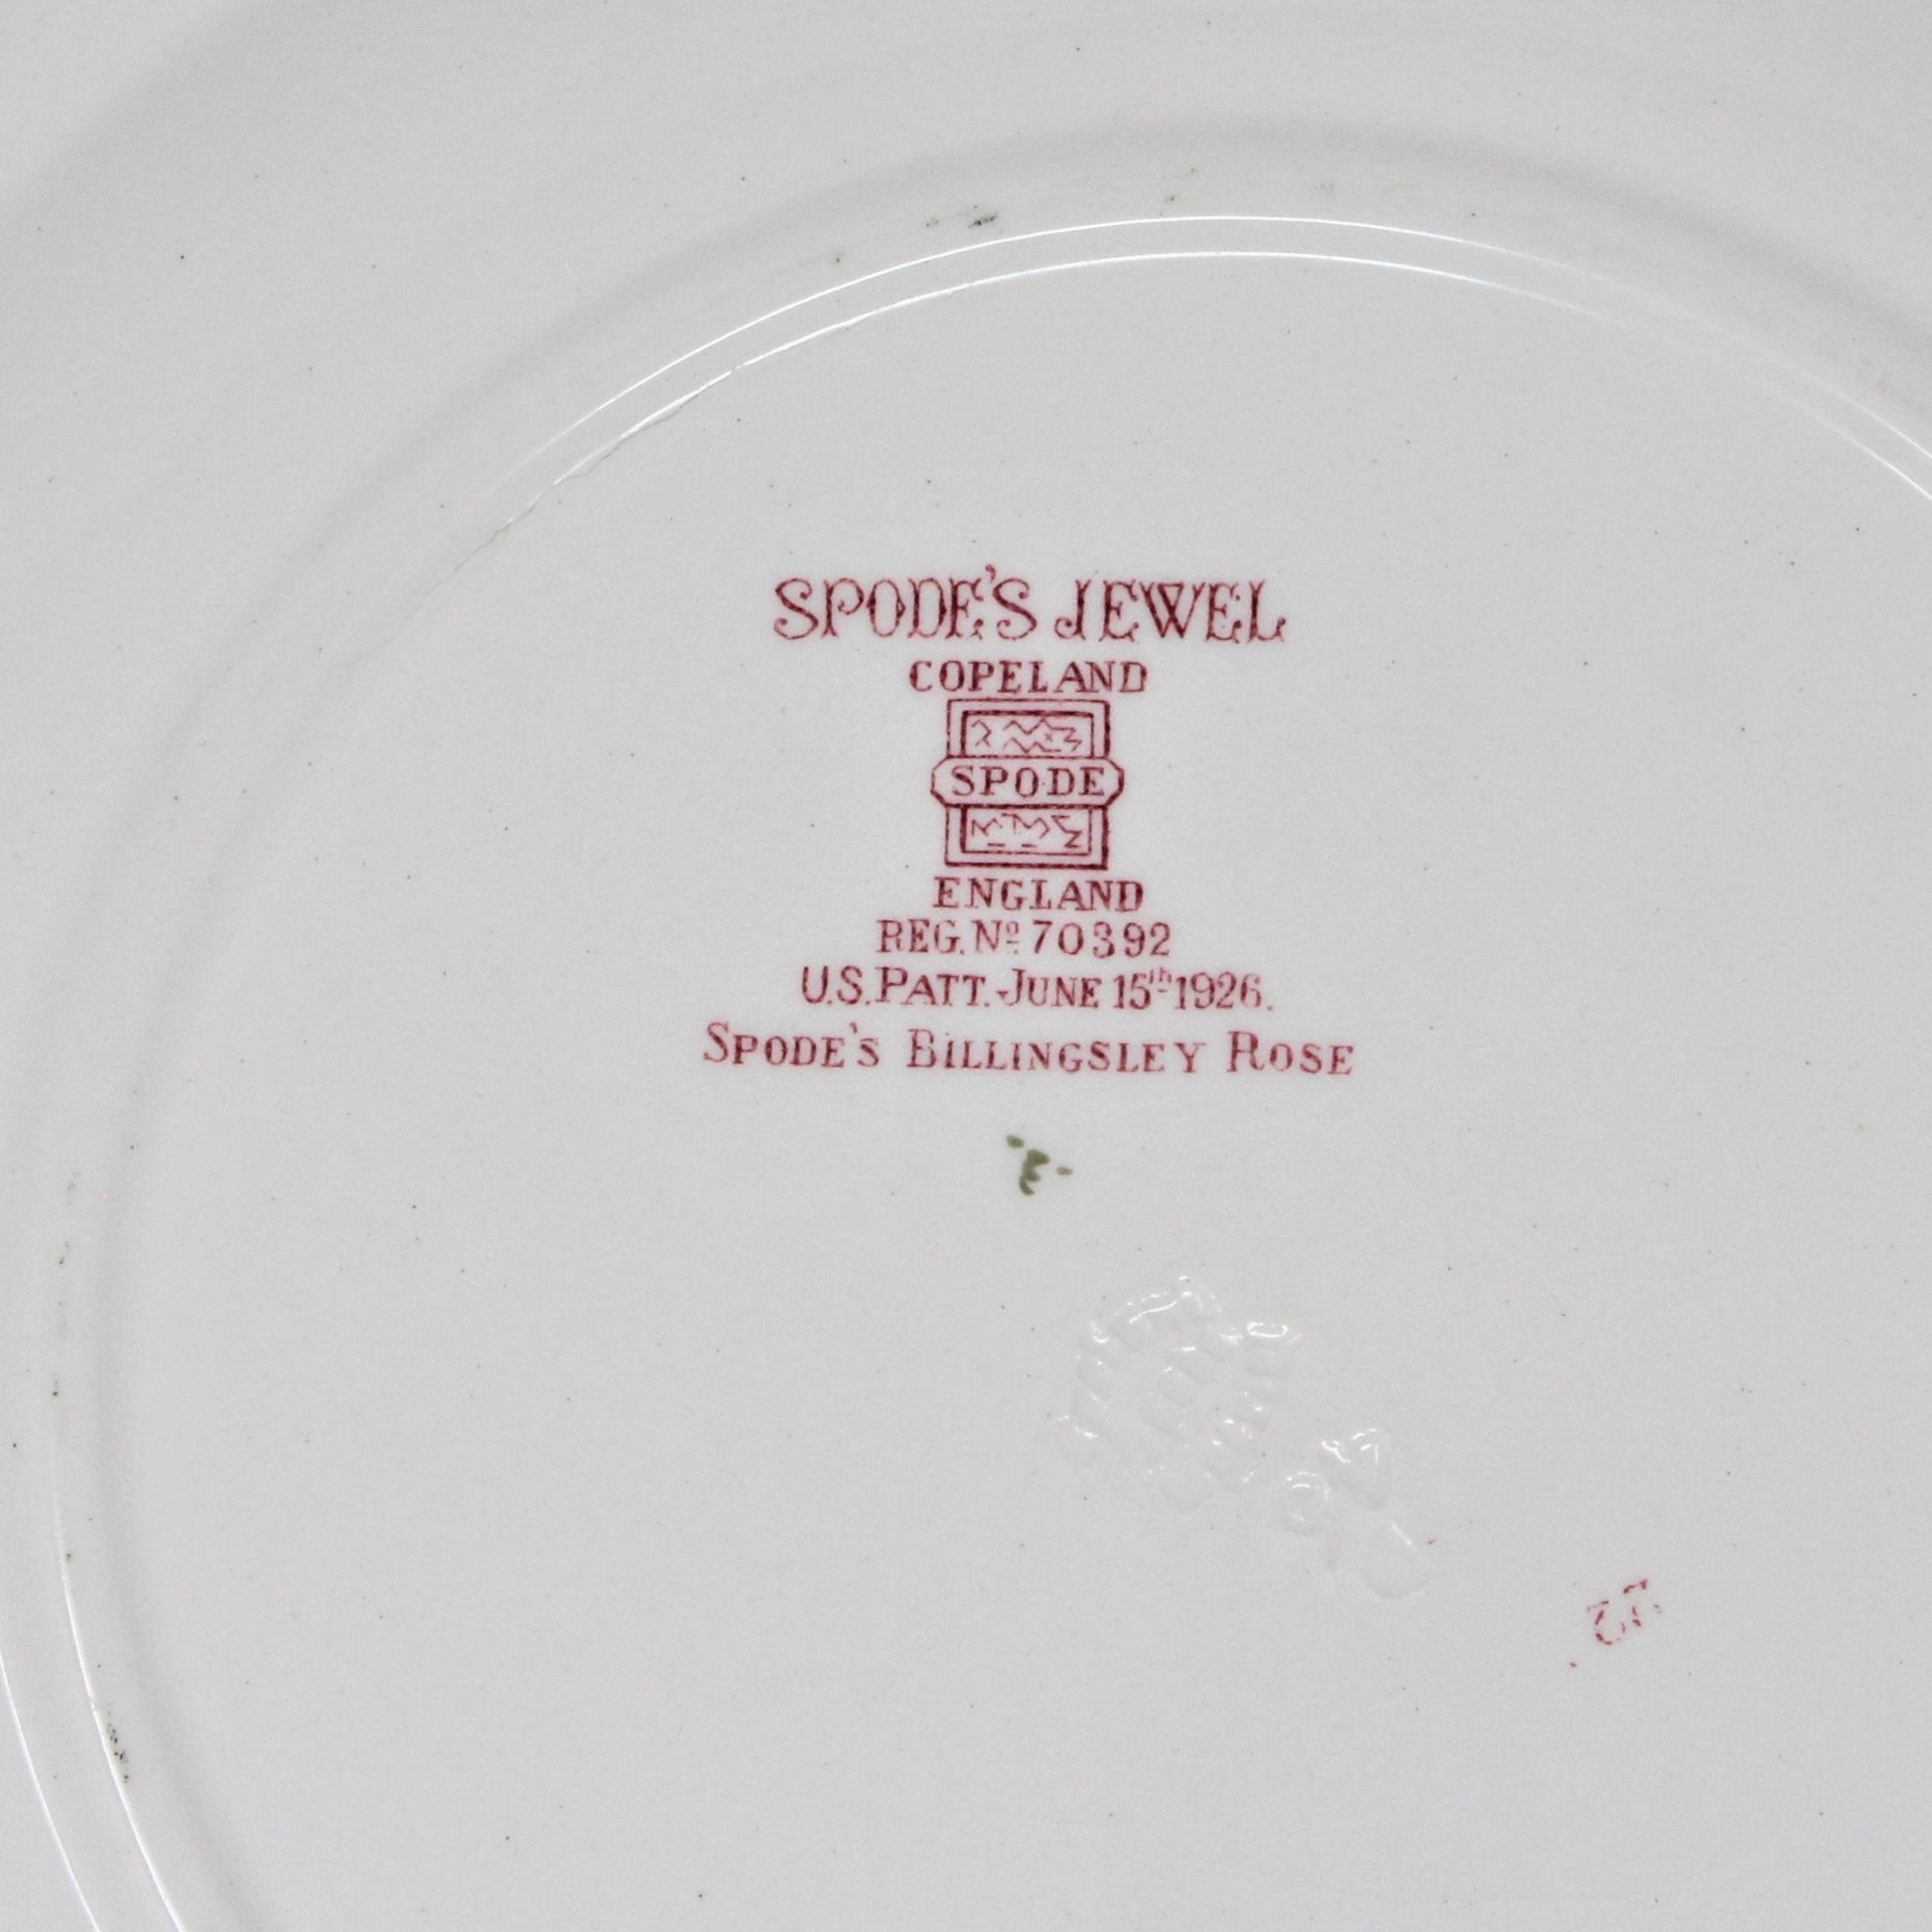 SPODE'S JEWEL
COPELAND
SPODE
ENGLAND
REG. Nº 70392
U.S. PATT. JUNE 15th 1926.
SPODE'S BILLINGSLEY ROSE